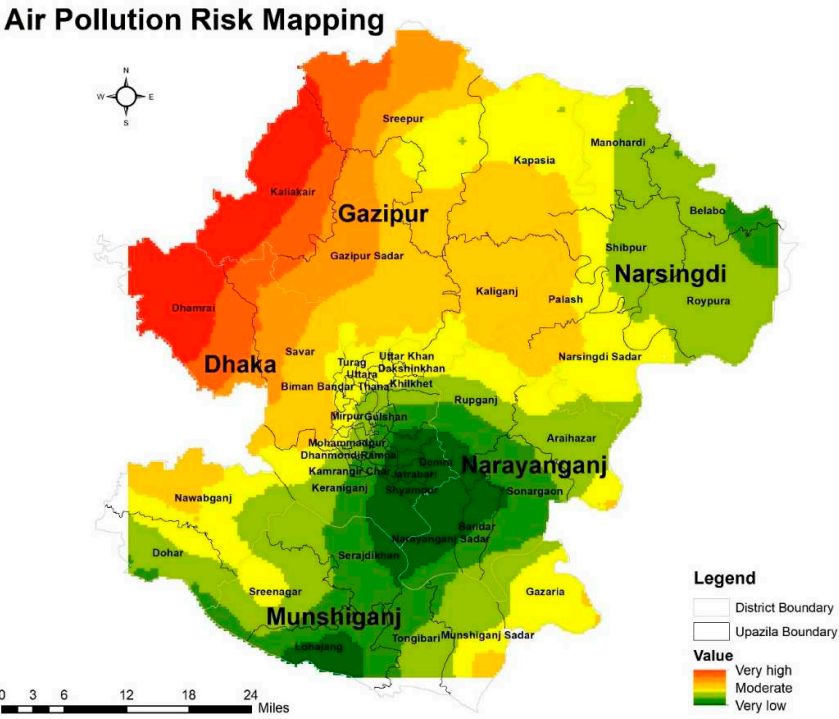 Air Pollution Risk Mapping
N
W E
S
Sreepur
Manohardi
Kapasia
Kaliakair
Gazipur
Belabo
Shibpur
Gazipur Sadar
Narsingdi
Kaliganj
Palash
Roypura
Dhamrai
Savar
Dhaka
Turag
Uttar Khan
Narsingdi Sadar
Uttara
Dakshinkhan
Biman Bandar Thana
Khilkhet
Rupganj
Mirpur
Gulshan
Araihazar
Mohammadpur
Dhanmondi
Ramna
Demra
Narayanganj
Kamrangir Char
Jatrabari
Keraniganj
Shyampur
Sonargaon
Nawabganj
Bandar
Narayanganj Sadar
Dohar
Serajdikhan
Sreenagar
Gazaria
Munshiganj
Tongibari
Munshiganj Sadar
Lohajang
Legend
District Boundary
Upazila Boundary
Value
Very high
Moderate
Very low
0 3 6 12 18 24
Miles